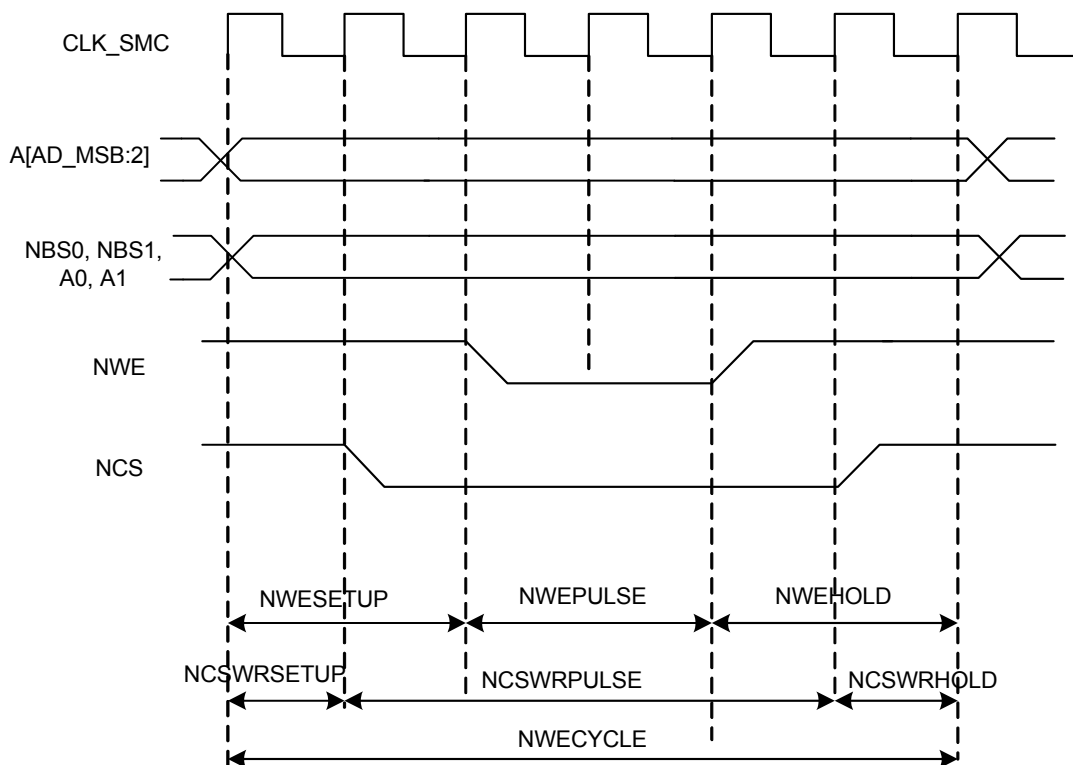 CLK_SMC
A[AD_MSB:2]
NBS0, NBS1,
A0, A1
NWE
NCS
NWESETUP
NWEPULSE
NWEHOLD
NCSWRSETUP
NCSWRPULSE
NCSWRHOLD
NWECYCLE